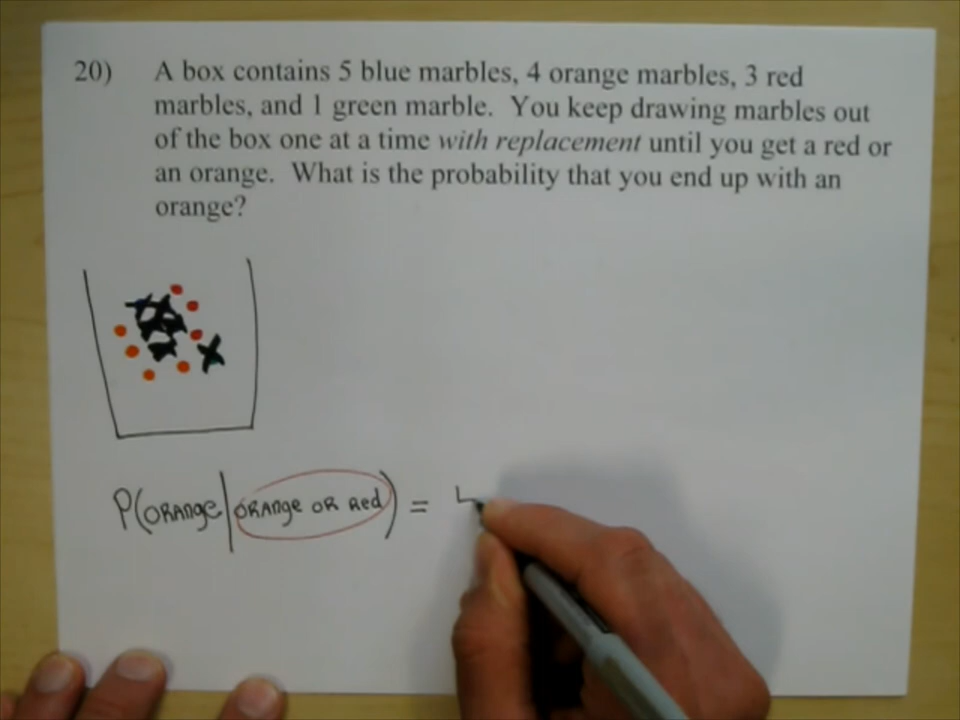 20) A box contains 5 blue marbles, 4 orange marbles, 3 red
marbles, and 1 green marble. You keep drawing marbles out
of the box one at a time with replacement until you get a red or
an orange. What is the probability that you end up with an
orange?
P(ORANge|ORANge OR Red) =